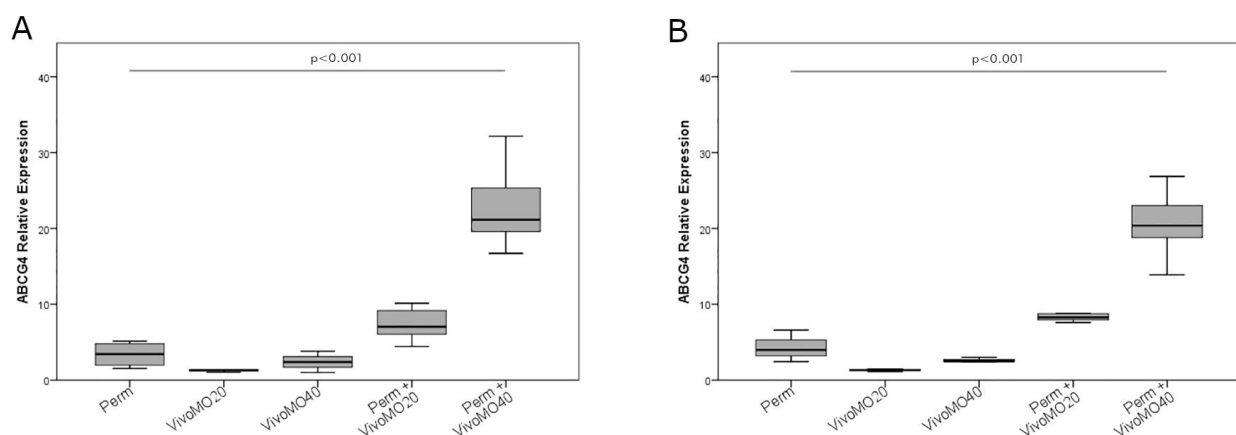 A
p<0.001
ABCG4 Relative Expression
40
30
20
10
0
Perm
VivoMO20
VivoMO40
Perm +
VivoMO20
Perm +
VivoMO40
B
p<0.001
ABCG4 Relative Expression
40
30
20
10
0
Perm
VivoMO20
VivoMO40
Perm +
VivoMO20
Perm +
VivoMO40